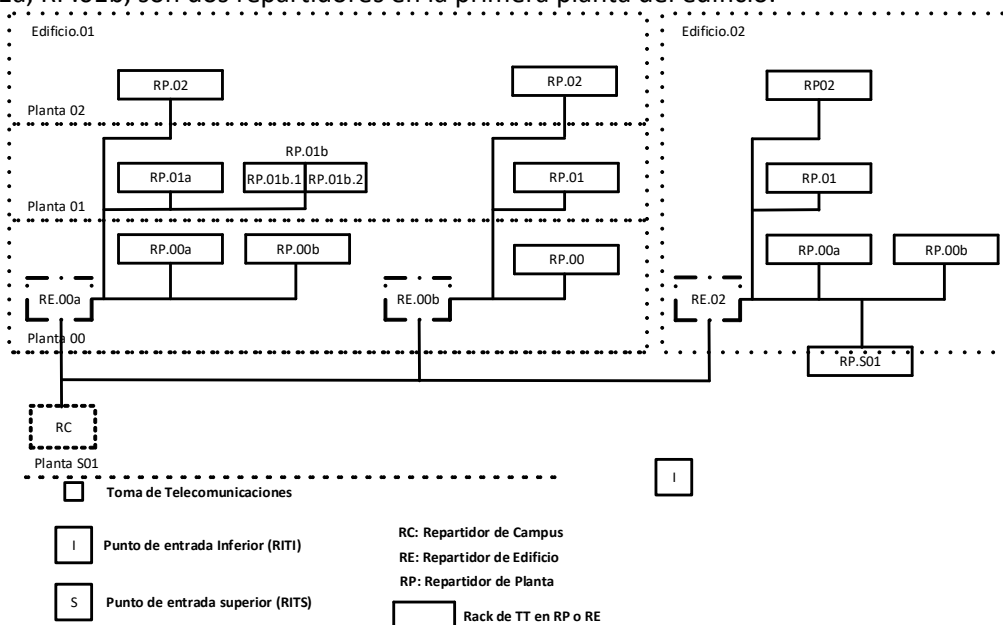 RP.01b, son dos repartidores en la primera planta del edificio.
Edificio.01
Edificio.02
RP.02
RP.02
RP02
Planta 02
RP.01b
RP.01a
RP.01b.1
RP.01b.2
RP.01
RP.01
Planta 01
RP.00a
RP.00b
RP.00
RP.00a
RP.00b
RE.00a
RE.00b
RE.02
Planta 00
RP.S01
RC
Planta S01
I
Toma de Telecomunicaciones
I
Punto de entrada Inferior (RITI)
RC: Repartidor de Campus
RE: Repartidor de Edificio
RP: Repartidor de Planta
S
Punto de entrada superior (RITS)
Rack de TT en RP o RE